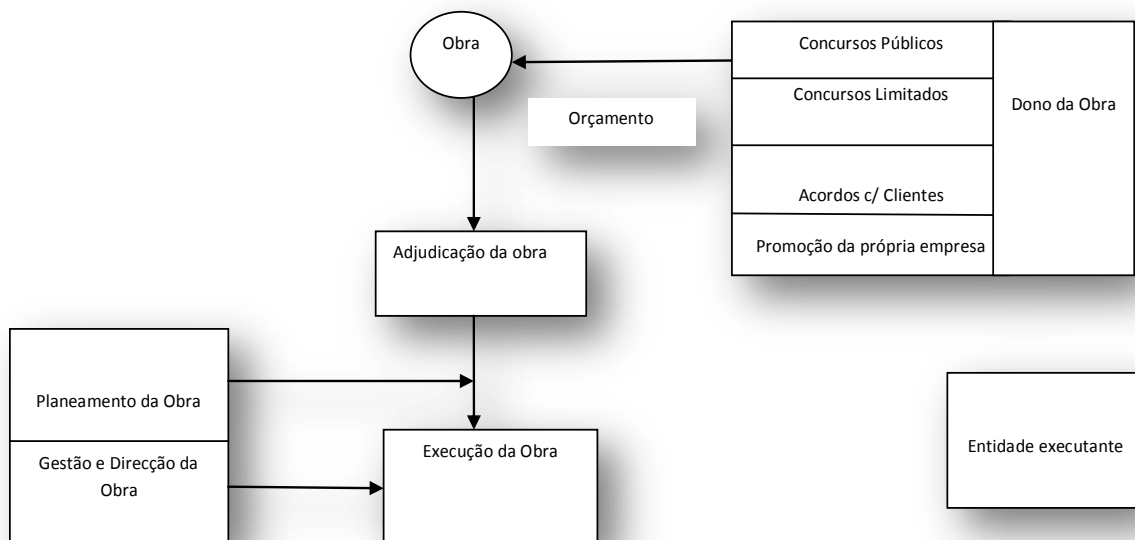 Obra
Concursos Públicos
Concursos Limitados
Dono da Obra
Orçamento
Acordos c/ Clientes
Promoção da própria empresa
Adjudicação da obra
Planeamento da Obra
Gestão e Direcção da
Obra
Execução da Obra
Entidade executante